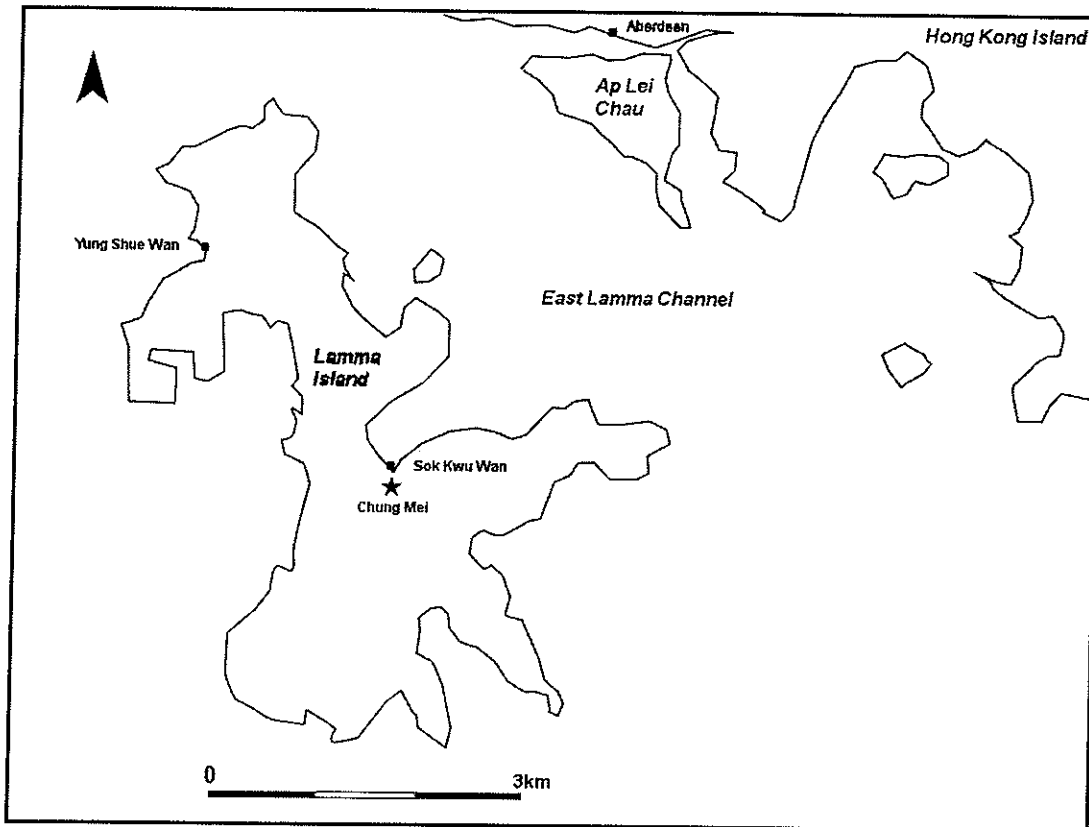 Aberdeen
Hong Kong Island
Ap Lei
Chau
Yung Shue Wan
East Lamma Channel
Lamma
Island
Sok Kwu Wan
Chung Mei
0 3km